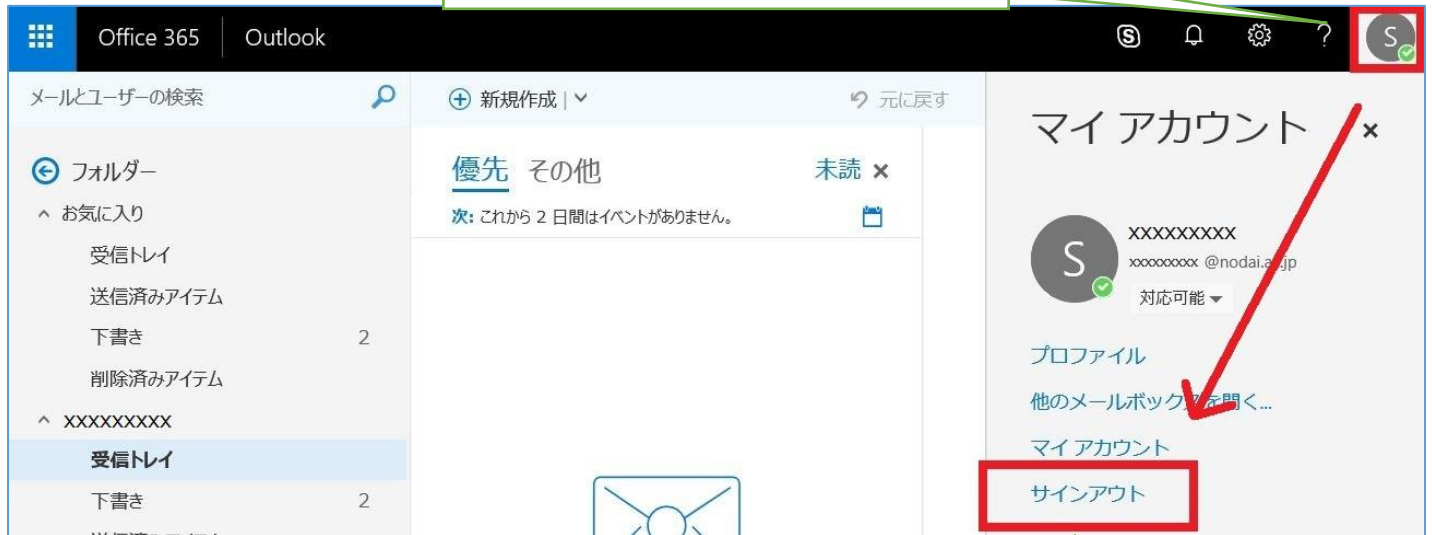 Office 365 Outlook
S
メールとユーザーの検索
新規作成
元に戻す
フォルダー
お気に入り
受信トレイ
送信済みアイテム
下書き 2
削除済みアイテム
xxxxxxxxx
受信トレイ
下書き 2
優先 その他 未読
次: これから 2 日間はイベントがありません。
マイ アカウント
S
xxxxxxxxx
xxxxxxxxx @nodai.ac.jp
対応可能
プロファイル
他のメールボックスを開く...
マイ アカウント
サインアウト